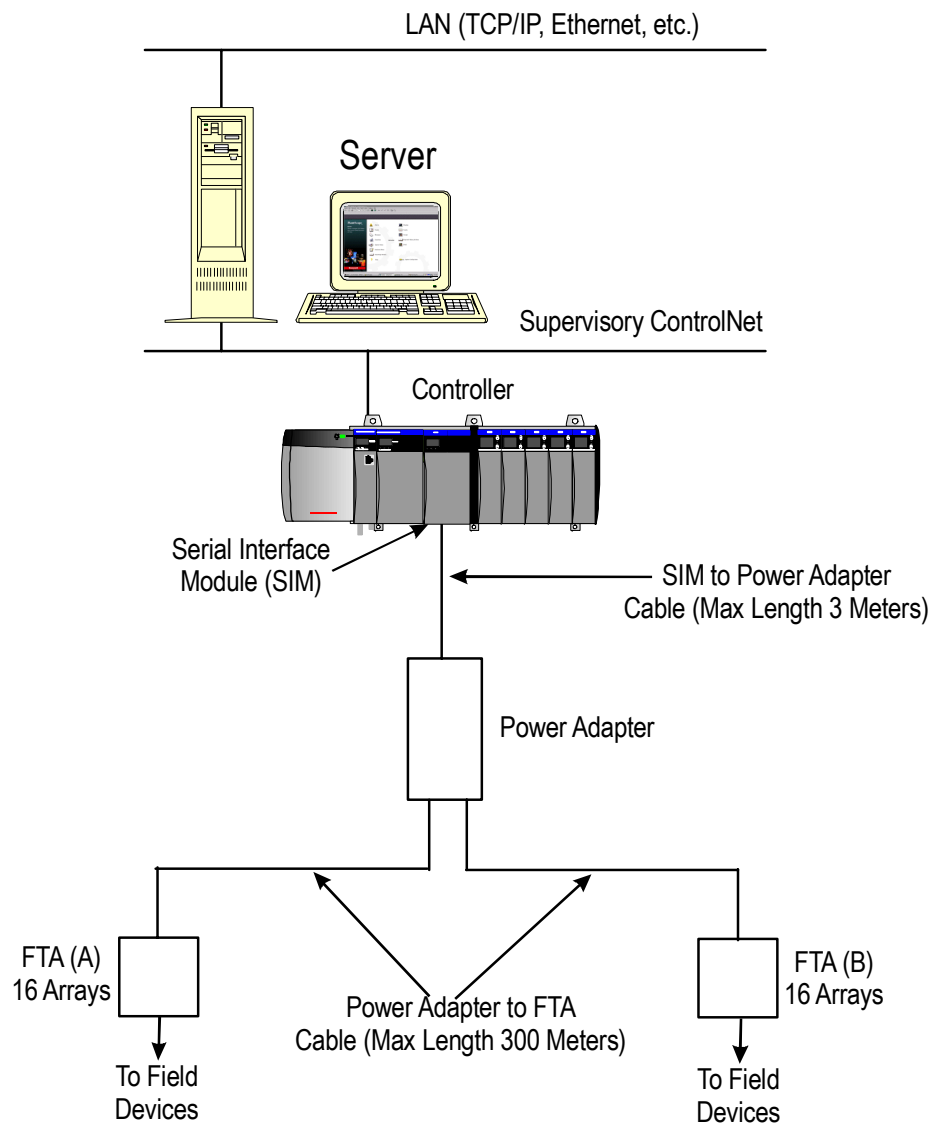 LAN (TCP/IP, Ethernet, etc.)
Server
Supervisory ControlNet
Controller
Serial Interface
Module (SIM)
SIM to Power Adapter
Cable (Max Length 3 Meters)
Power Adapter
FTA (A)
16 Arrays
FTA (B)
16 Arrays
Power Adapter to FTA
Cable (Max Length 300 Meters)
To Field
Devices
To Field
Devices